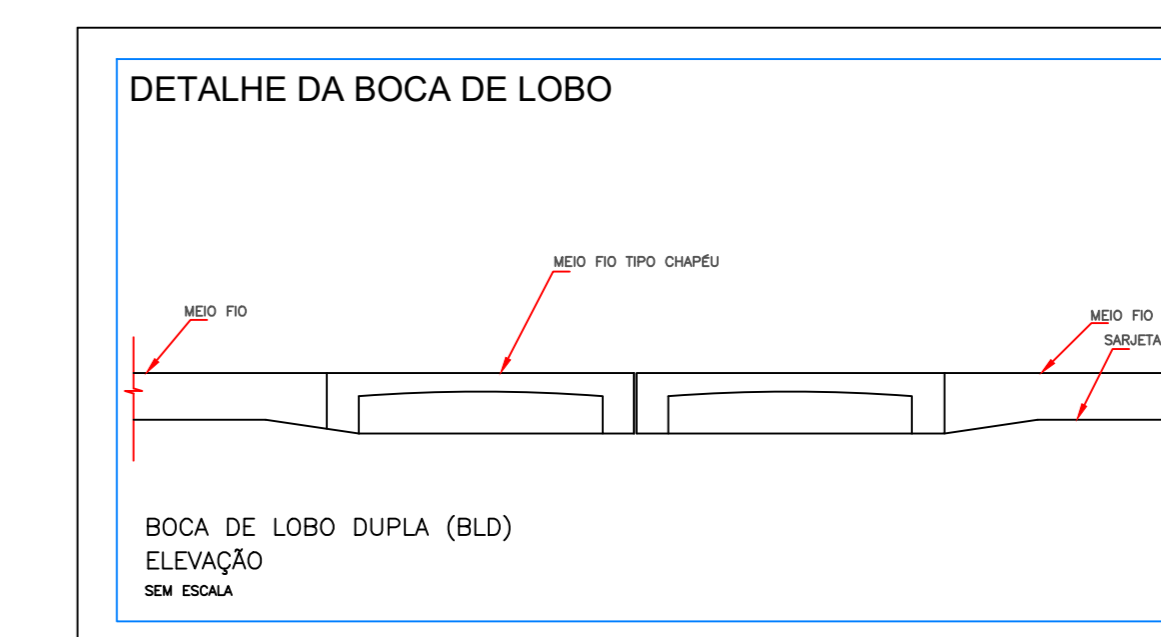 DETALHE DA BOCA DE LOBO
MEIO FIO TIPO CHAPÉU
MEIO FIO
MEIO FIO
SARJETA
BOCA DE LOBO DUPLA (BLD)
ELEVAÇÃO
SEM ESCALA